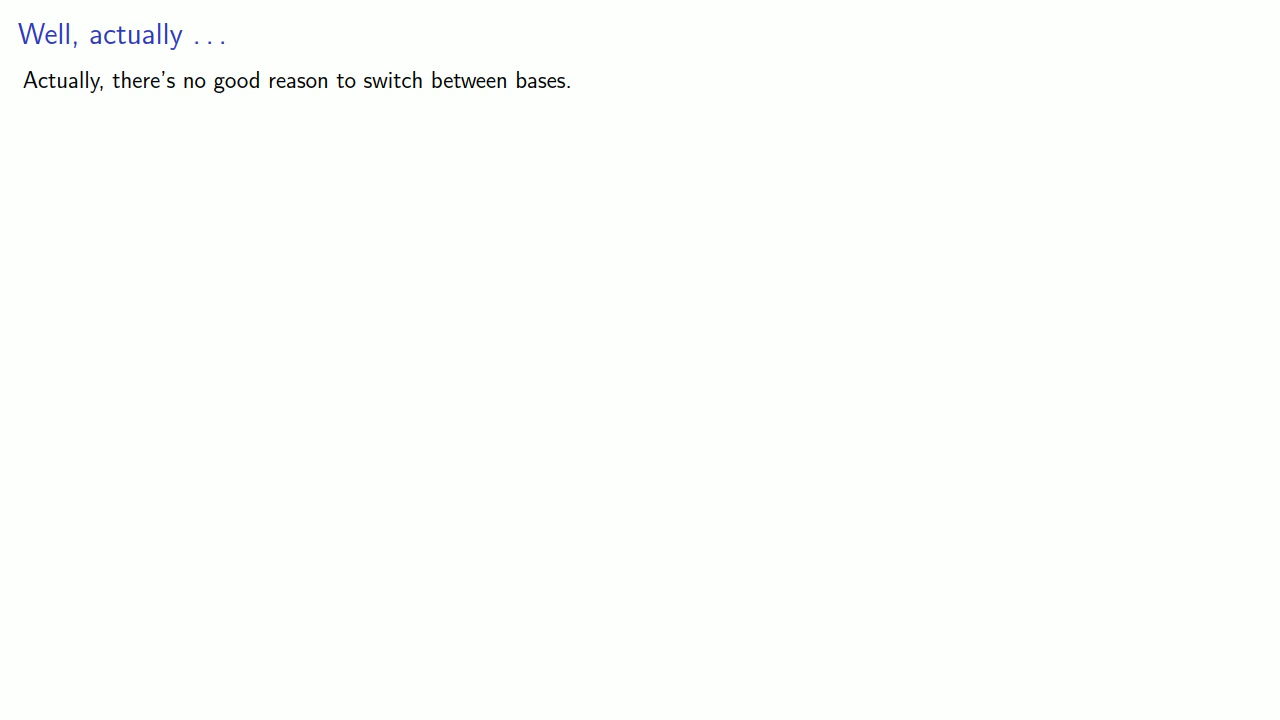 Well, actually . . .
Actually, there's no good reason to switch between bases.